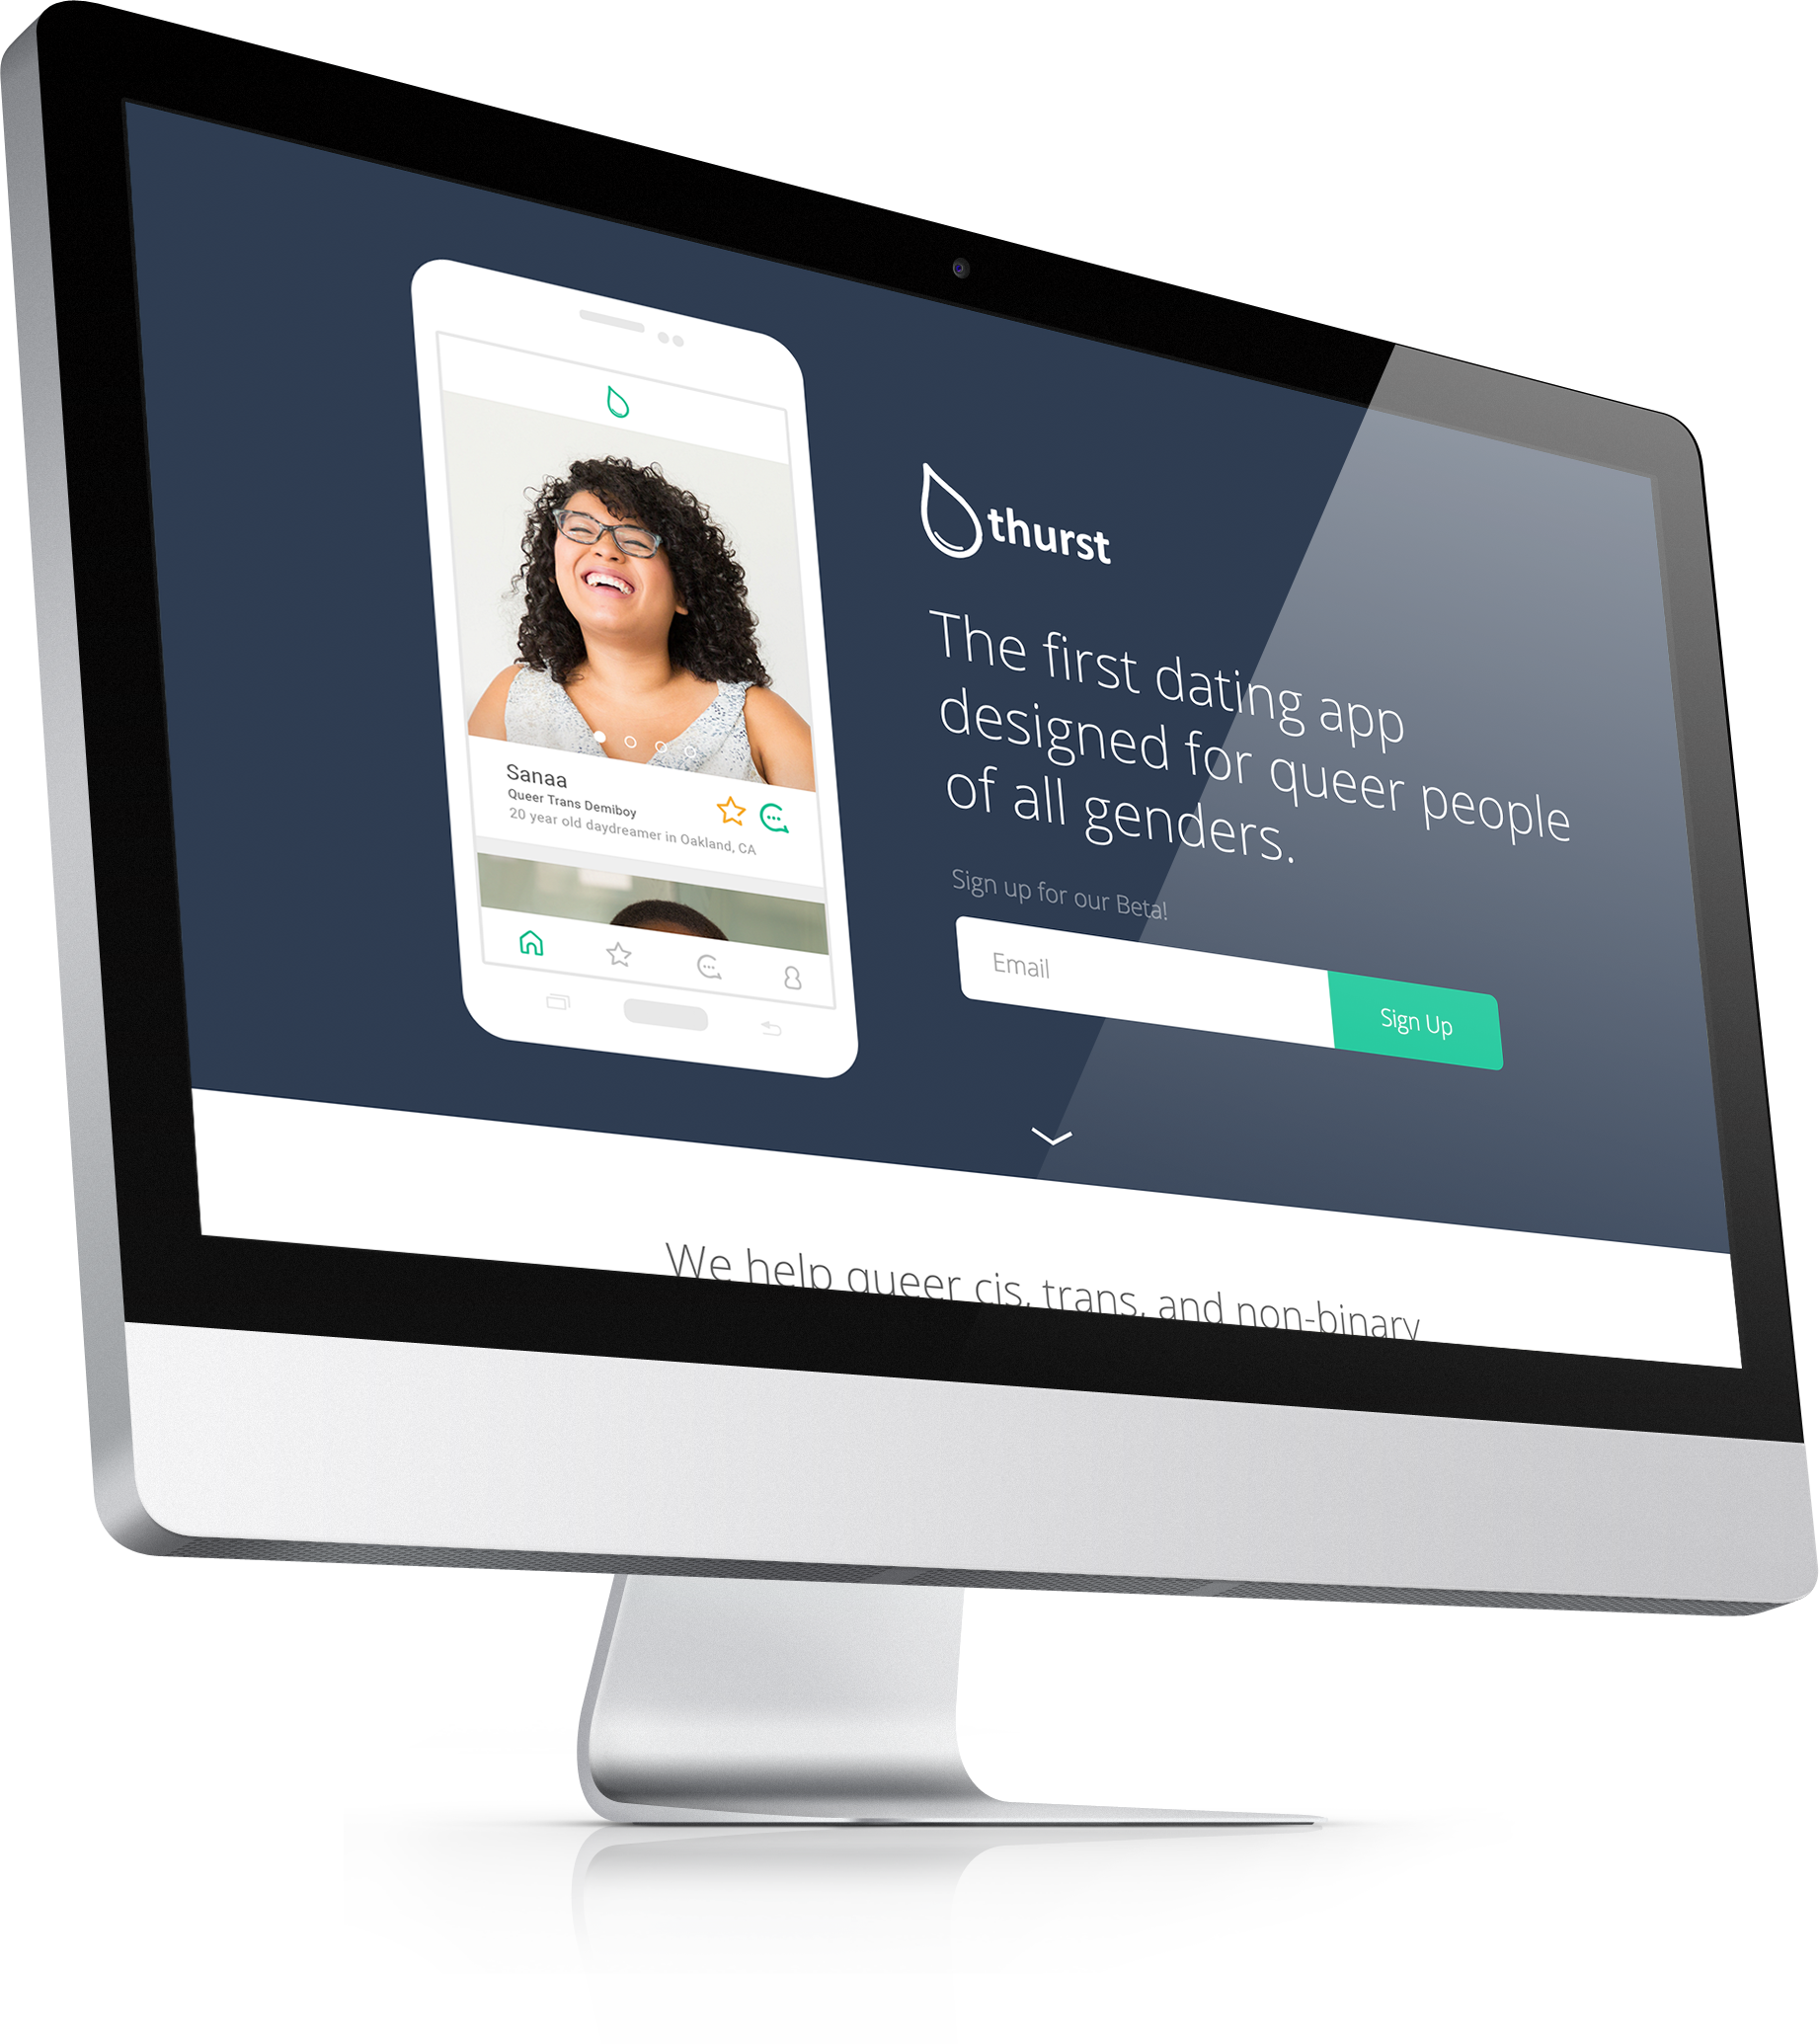 thurst
The first dating app
designed for queer people
of all genders.
Sign up for our Beta!
Email
Sign Up
Sanaa
Queer Trans Demiboy
20 year old daydreamer in Oakland, CA
We help queer cis, trans, and non-binary